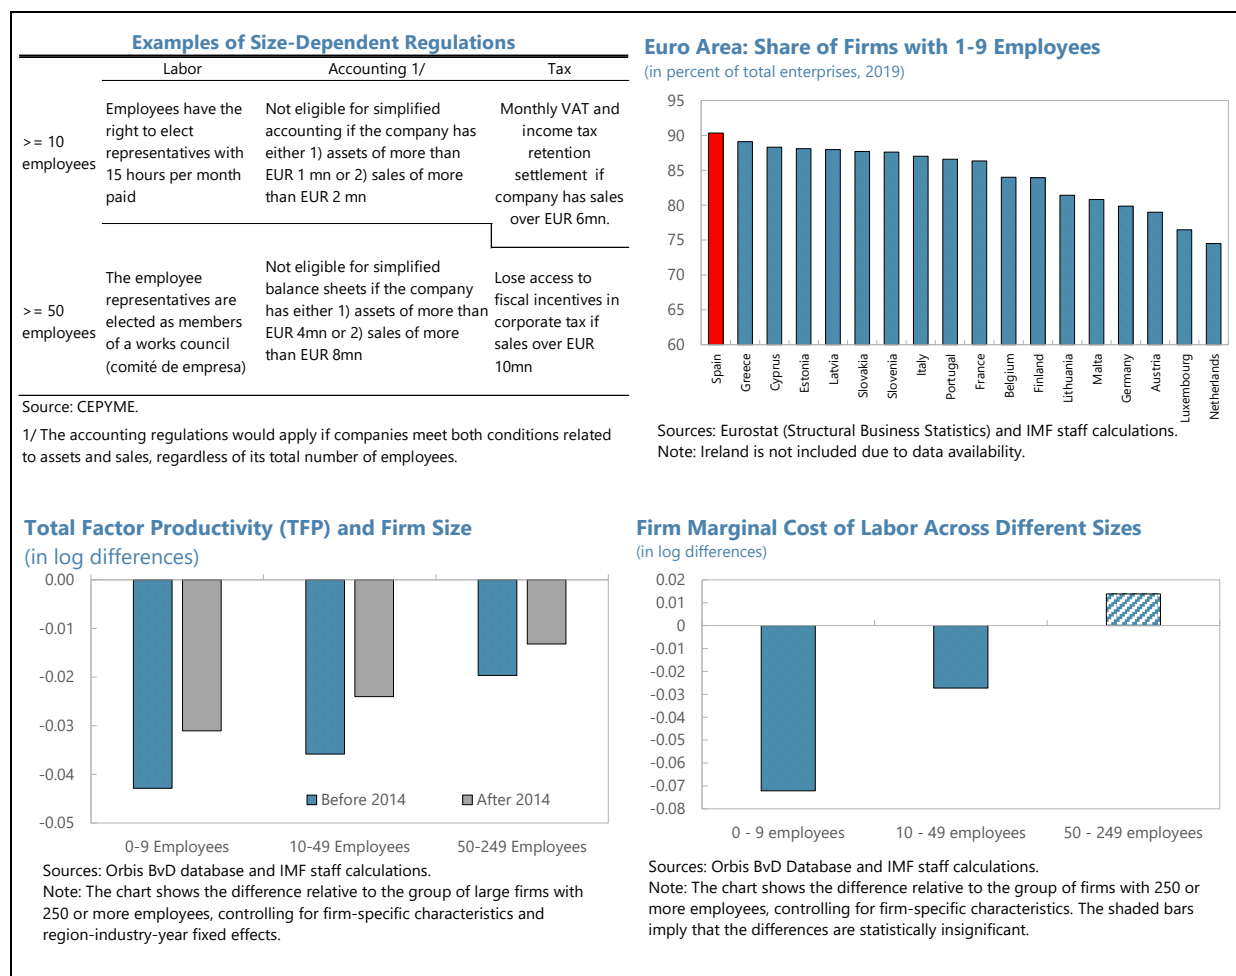 Examples of Size-Dependent Regulations
Labor Accounting 1/ Tax
>= 10
employees
Employees have the
right to elect
representatives with
15 hours per month
paid
Not eligible for simplified
accounting if the company has
either 1) assets of more than
EUR 1 mn or 2) sales of more
than EUR 2 mn
Monthly VAT and
income tax
retention
settlement if
company has sales
over EUR 6mn.
>= 50
employees
The employee
representatives are
elected as members
of a works council
(comité de empresa)
Not eligible for simplified
balance sheets if the company
has either 1) assets of more than
EUR 4mn or 2) sales of more
than EUR 8mn
Lose access to
fiscal incentives in
corporate tax if
sales over EUR
10mn
Source: CEPYME.
1/ The accounting regulations would apply if companies meet both conditions related
to assets and sales, regardless of its total number of employees.
Euro Area: Share of Firms with 1-9 Employees
(in percent of total enterprises, 2019)
95
90
85
80
75
70
65
60
Spain
Greece
Cyprus
Estonia
Latvia
Slovakia
Slovenia
Italy
Portugal
France
Belgium
Finland
Lithuania
Malta
Germany
Austria
Luxembourg
Netherlands
Sources: Eurostat (Structural Business Statistics) and IMF staff calculations.
Note: Ireland is not included due to data availability.
Total Factor Productivity (TFP) and Firm Size
(in log differences)
0.00
-0.01
-0.02
-0.03
-0.04
-0.05
Before 2014 After 2014
0-9 Employees 10-49 Employees 50-249 Employees
Sources: Orbis BvD database and IMF staff calculations.
Note: The chart shows the difference relative to the group of large firms with
250 or more employees, controlling for firm-specific characteristics and
region-industry-year fixed effects.
Firm Marginal Cost of Labor Across Different Sizes
(in log differences)
0.02
0.01
0
-0.01
-0.02
-0.03
-0.04
-0.05
-0.06
-0.07
-0.08
0 - 9 employees 10 - 49 employees 50 - 249 employees
Sources: Orbis BvD Database and IMF staff calculations.
Note: The chart shows the difference relative to the group of firms with 250 or
more employees, controlling for firm-specific characteristics. The shaded bars
imply that the differences are statistically insignificant.